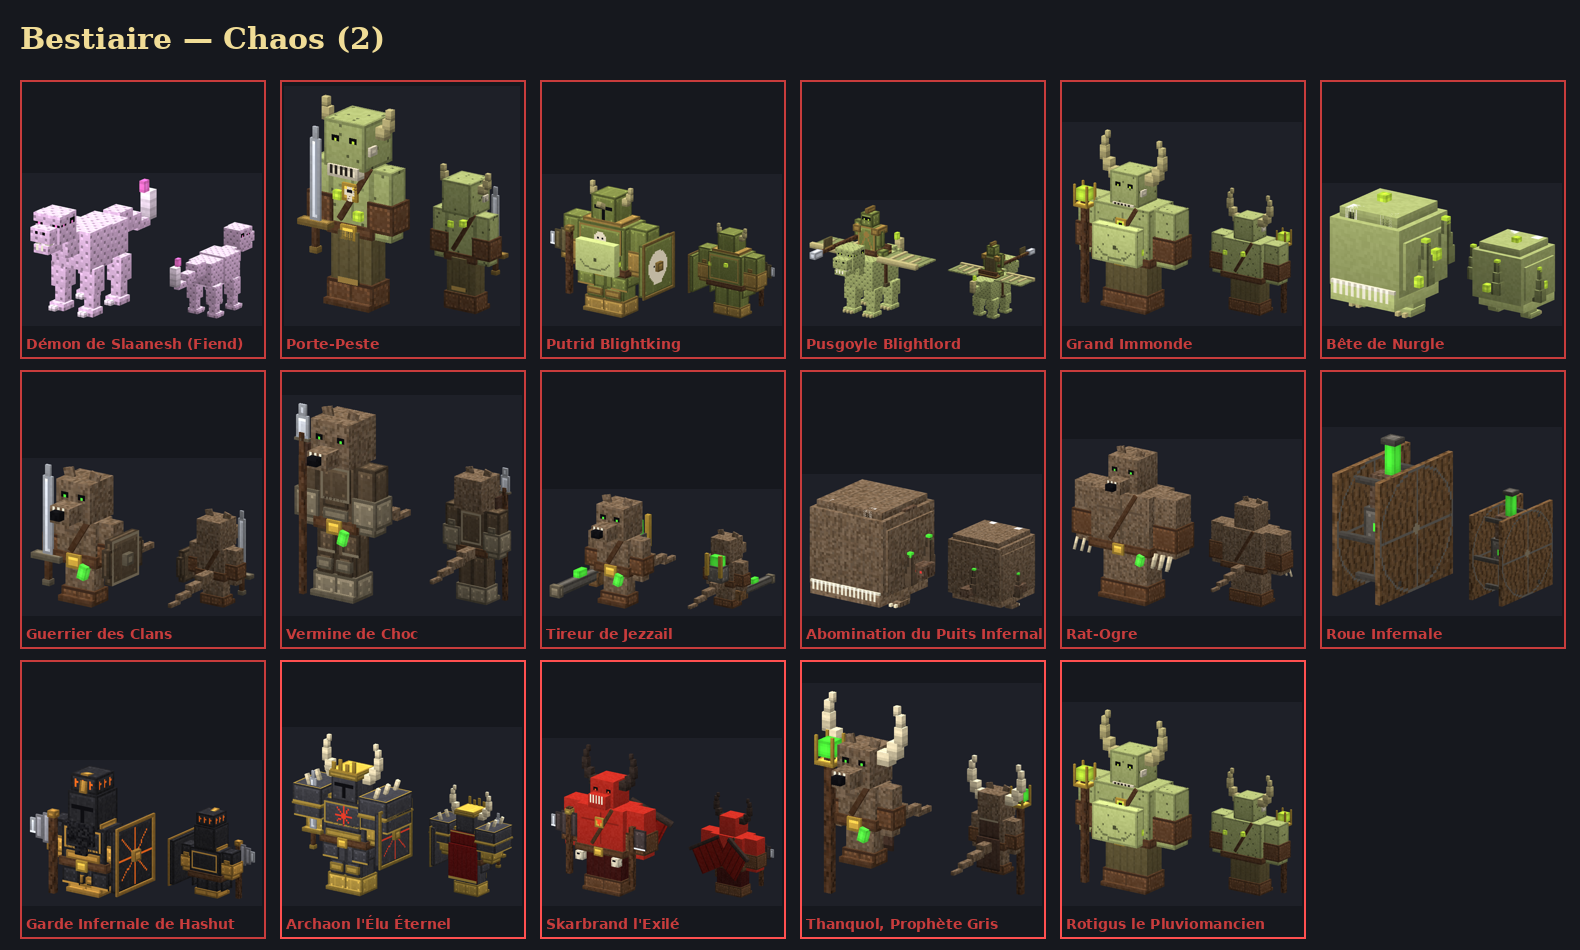 Bestiaire — Chaos (2)
Démon de Slaanesh (Fiend)
Porte-Peste
Putrid Blightking
Pusgoyle Blightlord
Grand Immonde
Bête de Nurgle
Guerrier des Clans
Vermine de Choc
Tireur de Jezzail
Abomination du Puits Infernal
Rat-Ogre
Roue Infernale
Garde Infernale de Hashut
Archaon l'Élu Éternel
Skarbrand l'Exilé
Thanquol, Prophète Gris
Rotigus le Pluviomancien